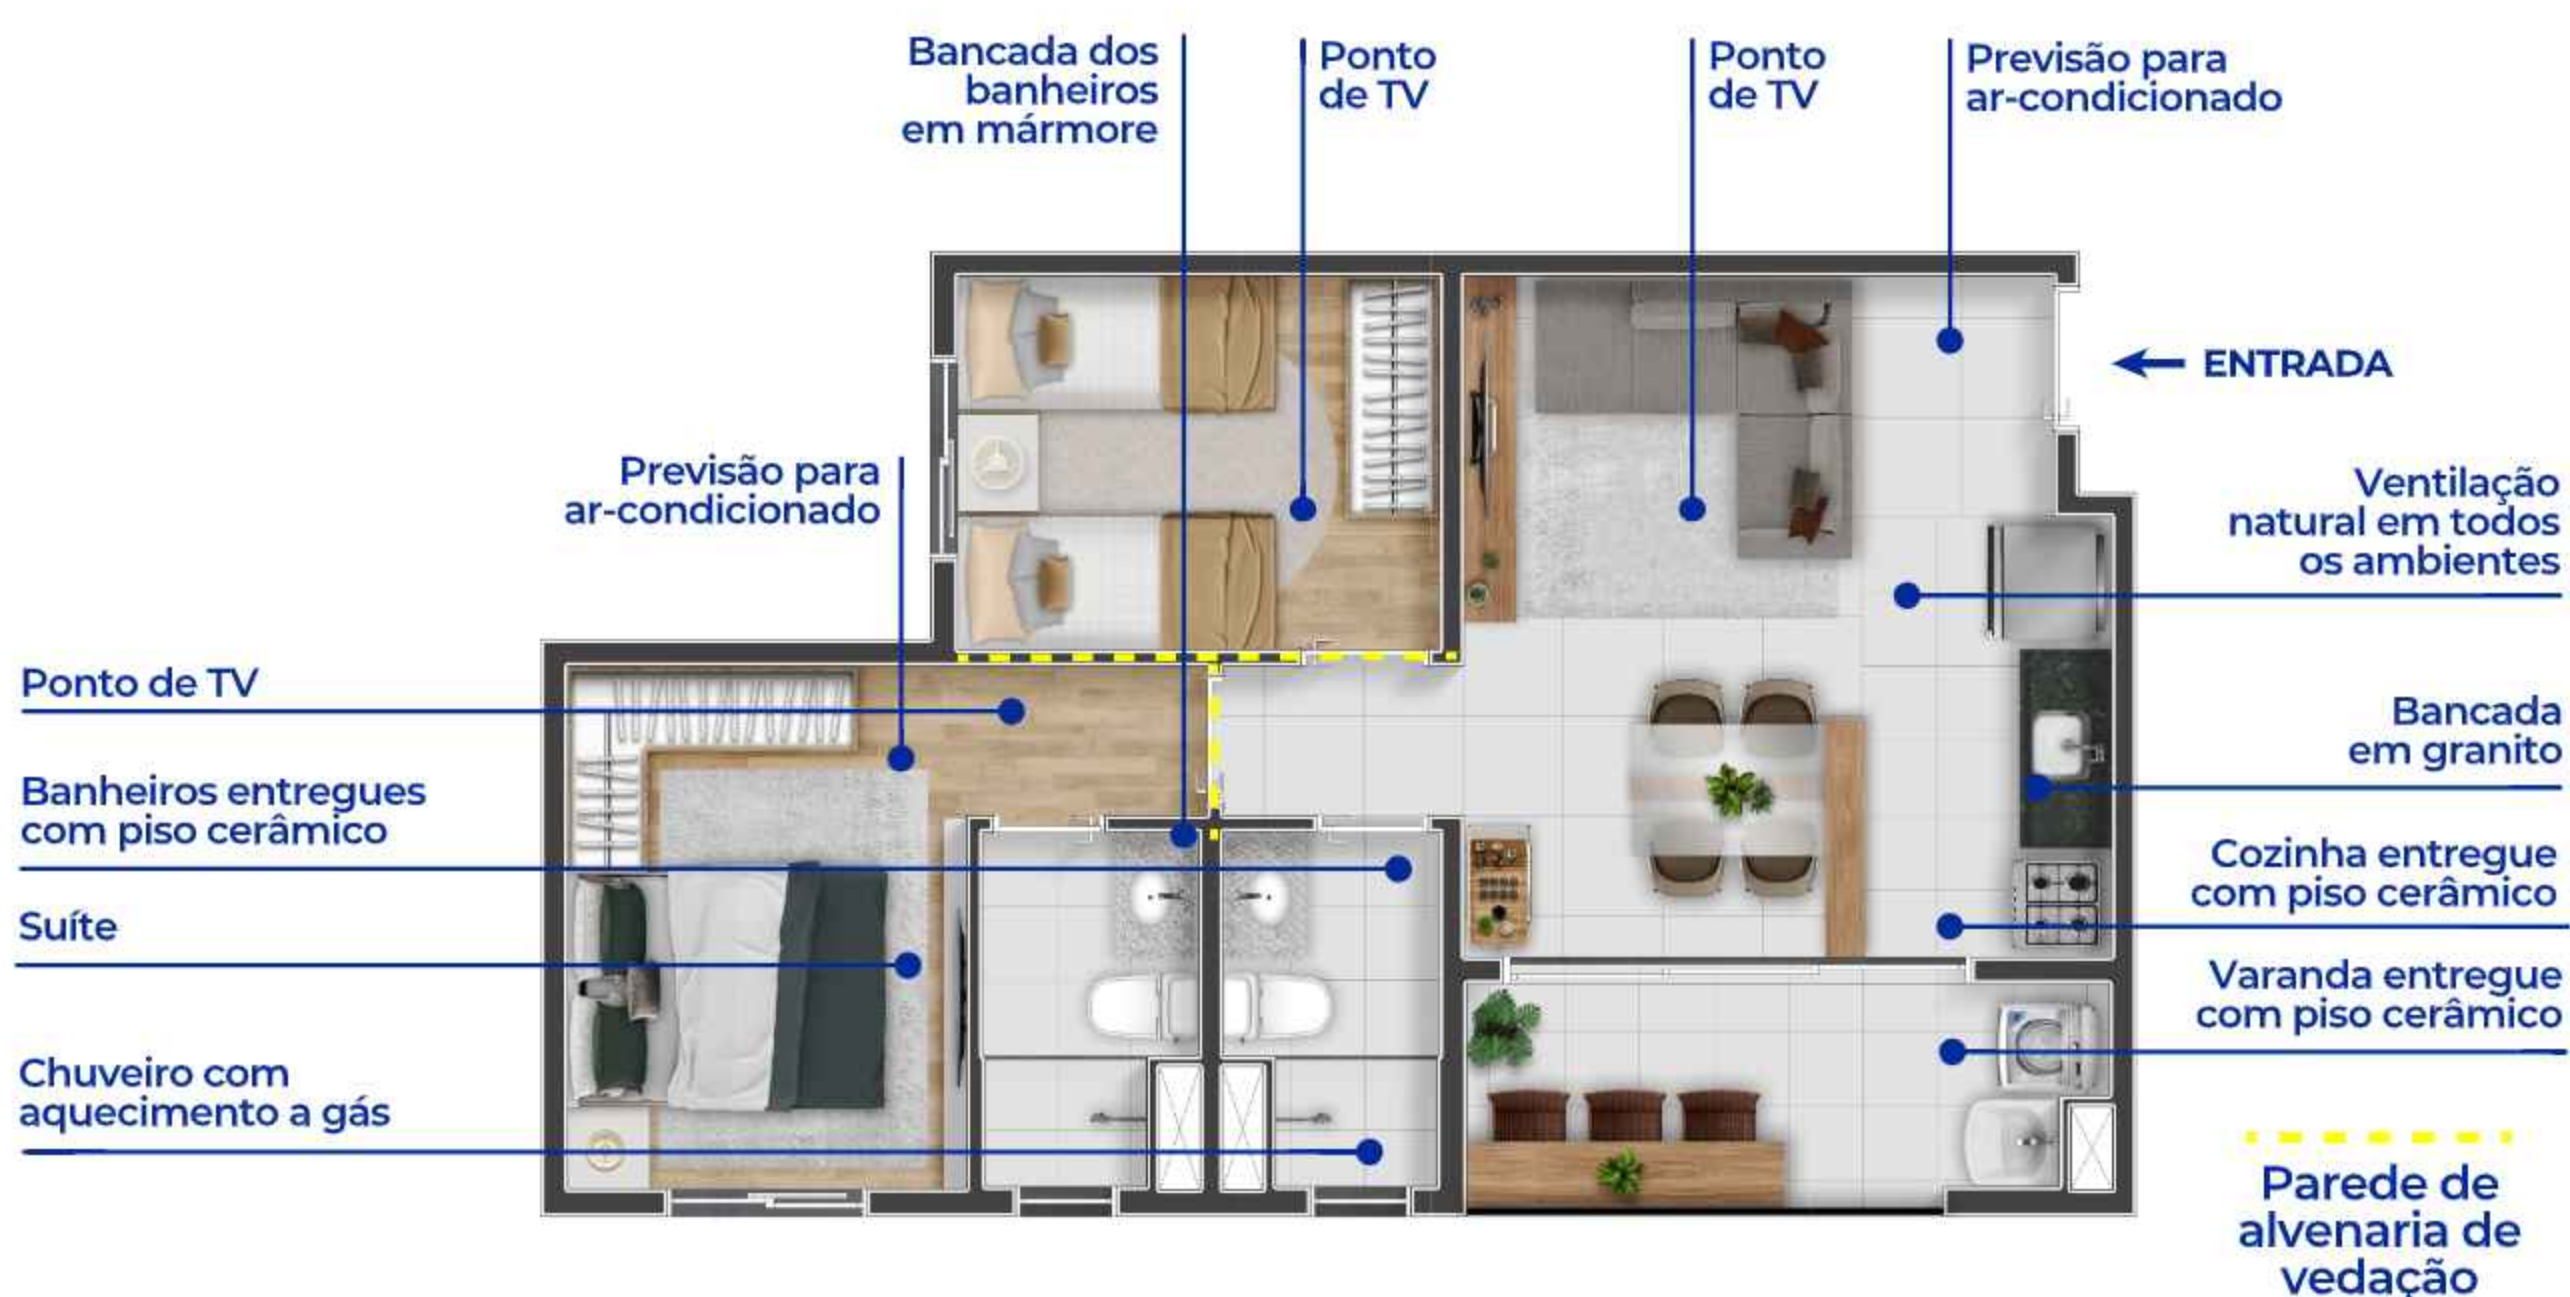 Bancada dos
banheiros
em mármore
Ponto
de TV
Ponto
de TV
Previsão para
ar-condicionado
ENTRADA
Previsão para
ar-condicionado
Ventilação
natural em todos
os ambientes
Ponto de TV
Bancada
em granito
Banheiros entregues
com piso cerâmico
Cozinha entregue
com piso cerâmico
Suíte
Varanda entregue
com piso cerâmico
Chuveiro com
aquecimento a gás
Parede de
alvenaria de
vedação